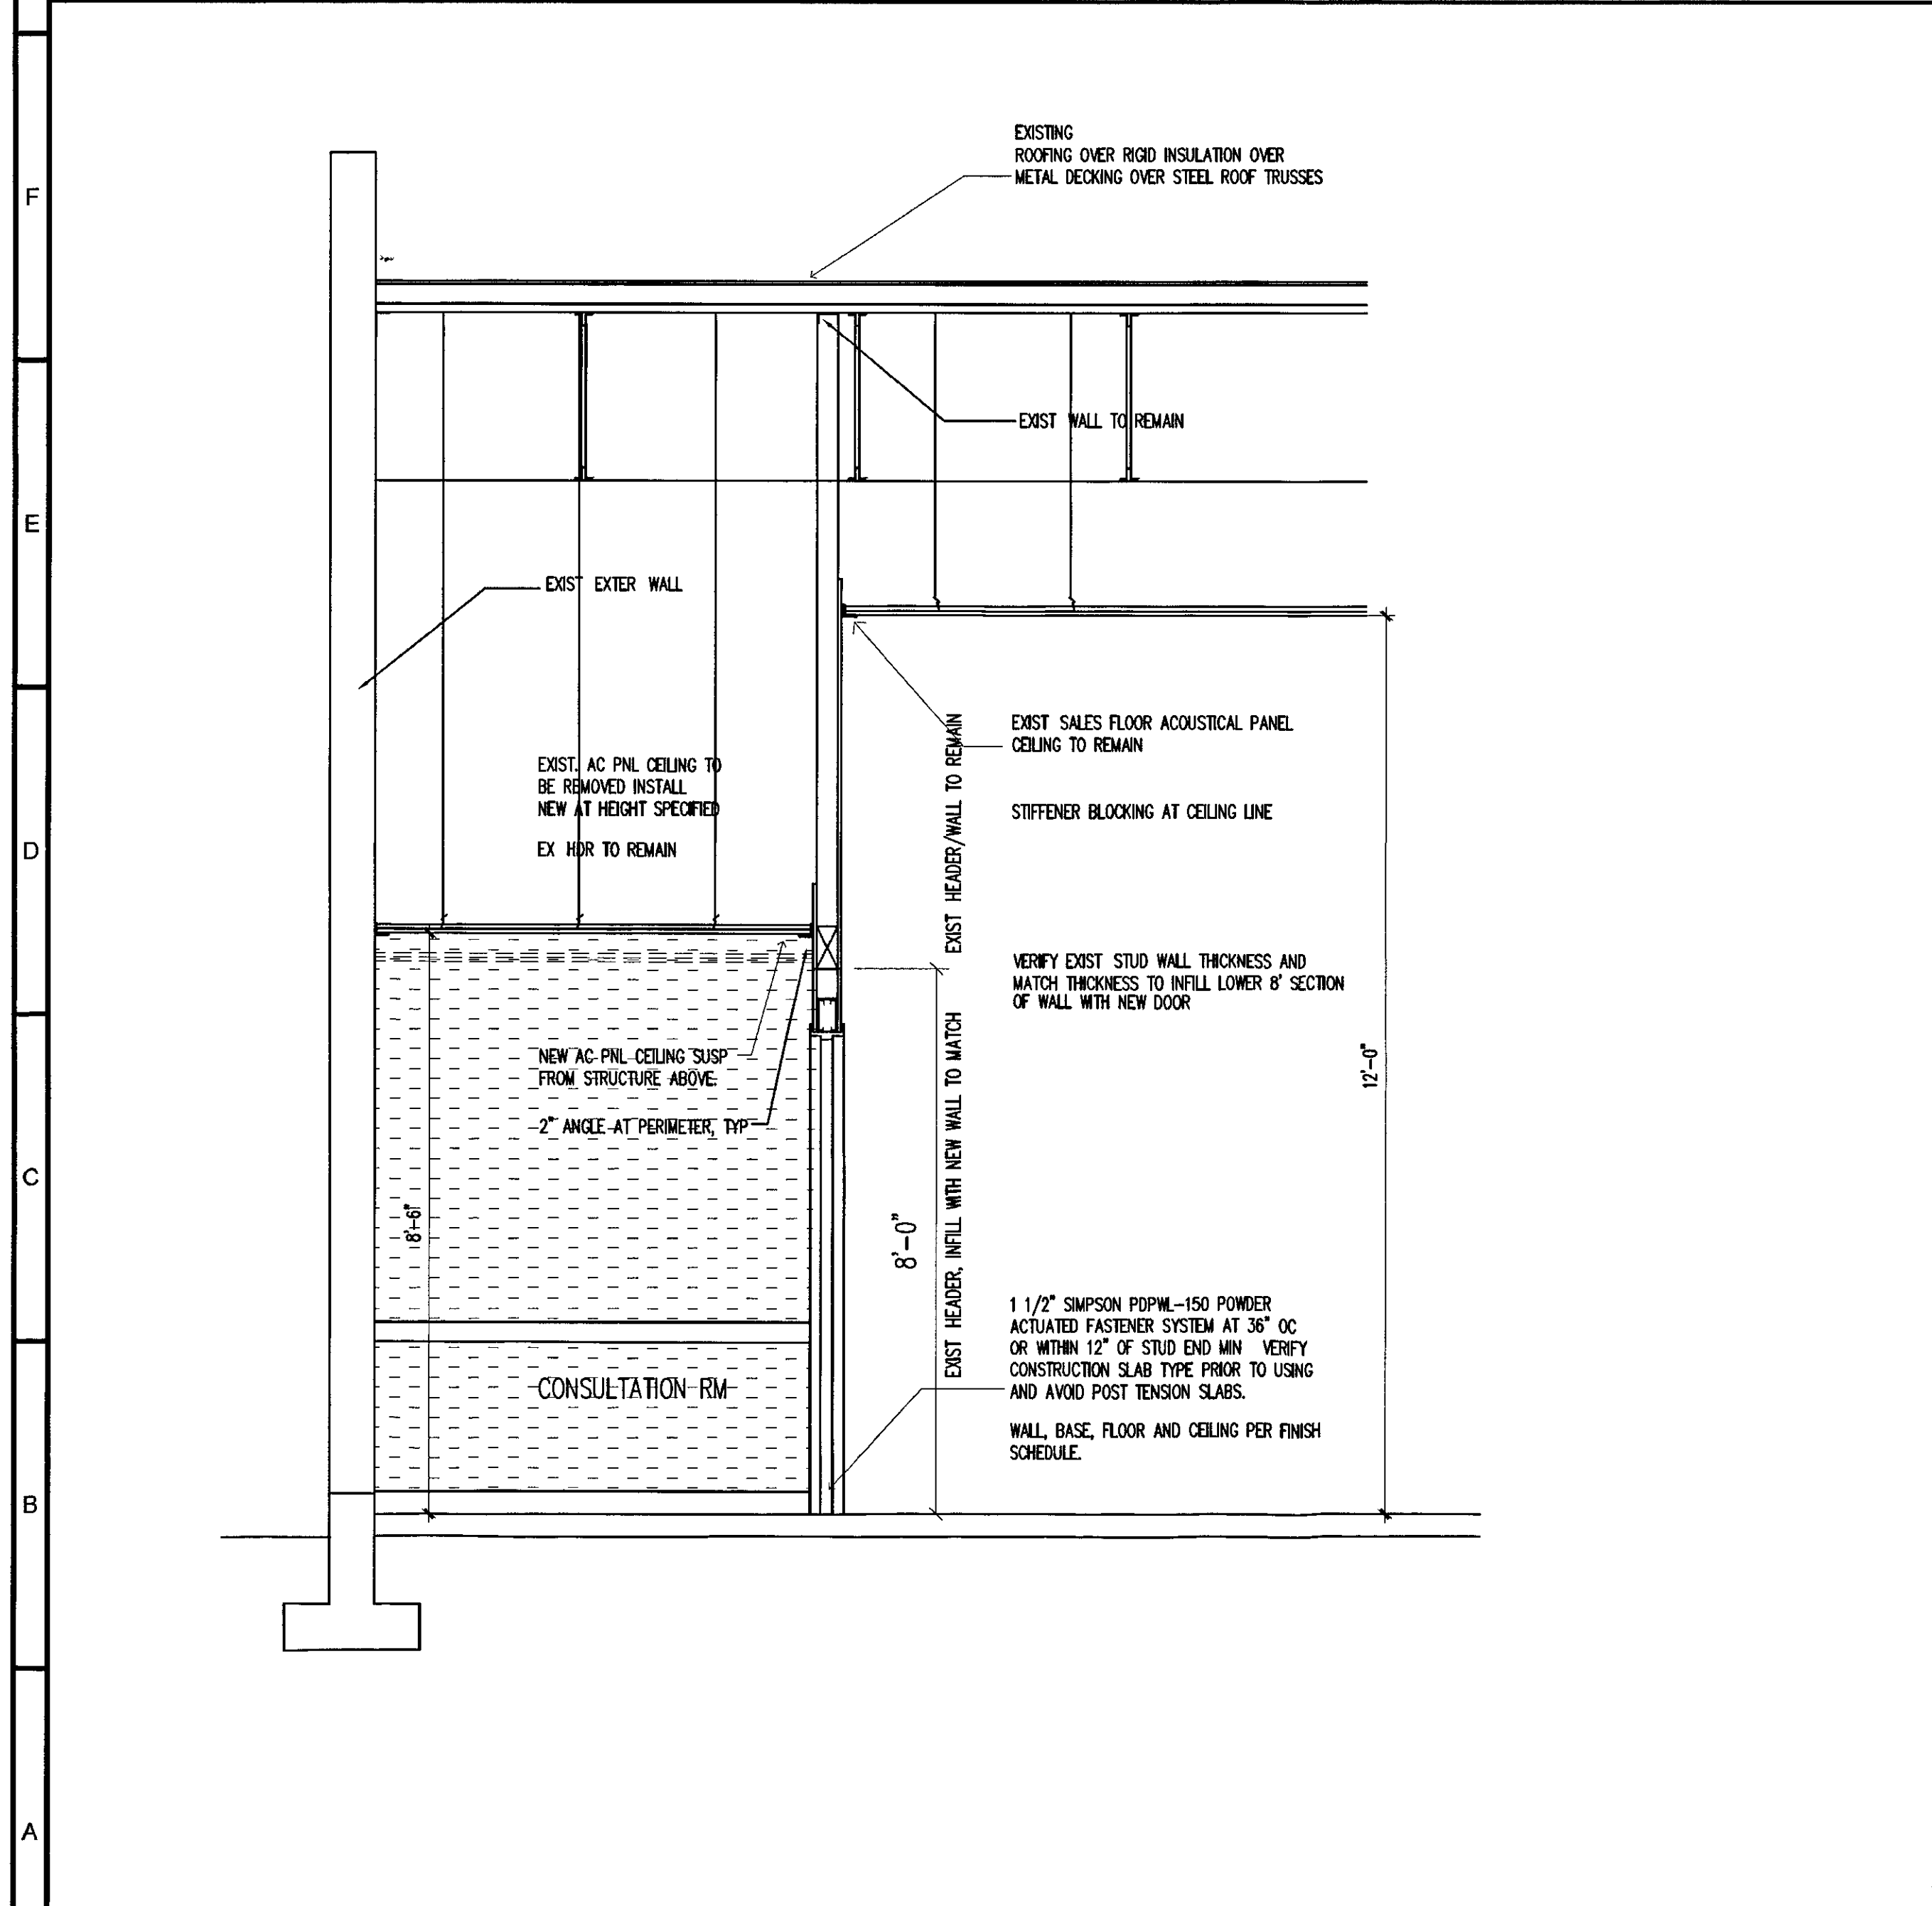 F
E
D
C
B
A
EXISTING
ROOFING OVER RIGID INSULATION OVER
METAL DECKING OVER STEEL ROOF TRUSSES
EXIST WALL TO REMAIN
EXIST EXTER WALL
EXIST. AC PNL CEILING TO
BE REMOVED INSTALL
NEW AT HEIGHT SPECIFIED
EX HDR TO REMAIN
EXIST HEADER/WALL TO REMAIN
EXIST SALES FLOOR ACOUSTICAL PANEL
CEILING TO REMAIN
STIFFENER BLOCKING AT CEILING LINE
VERIFY EXIST STUD WALL THICKNESS AND
MATCH THICKNESS TO INFILL LOWER 8' SECTION
OF WALL WITH NEW DOOR
NEW AC PNL CEILING SUSP
FROM STRUCTURE ABOVE.
2" ANGLE AT PERIMETER, TYP
8'-6"
8'-0"
EXIST HEADER, INFILL WITH NEW WALL TO MATCH
12'-0"
CONSULTATION RM
1 1/2" SIMPSON PDPWL-150 POWDER
ACTUATED FASTENER SYSTEM AT 36" OC
OR WITHIN 12" OF STUD END MIN VERIFY
CONSTRUCTION SLAB TYPE PRIOR TO USING
AND AVOID POST TENSION SLABS.
WALL, BASE, FLOOR AND CEILING PER FINISH
SCHEDULE.